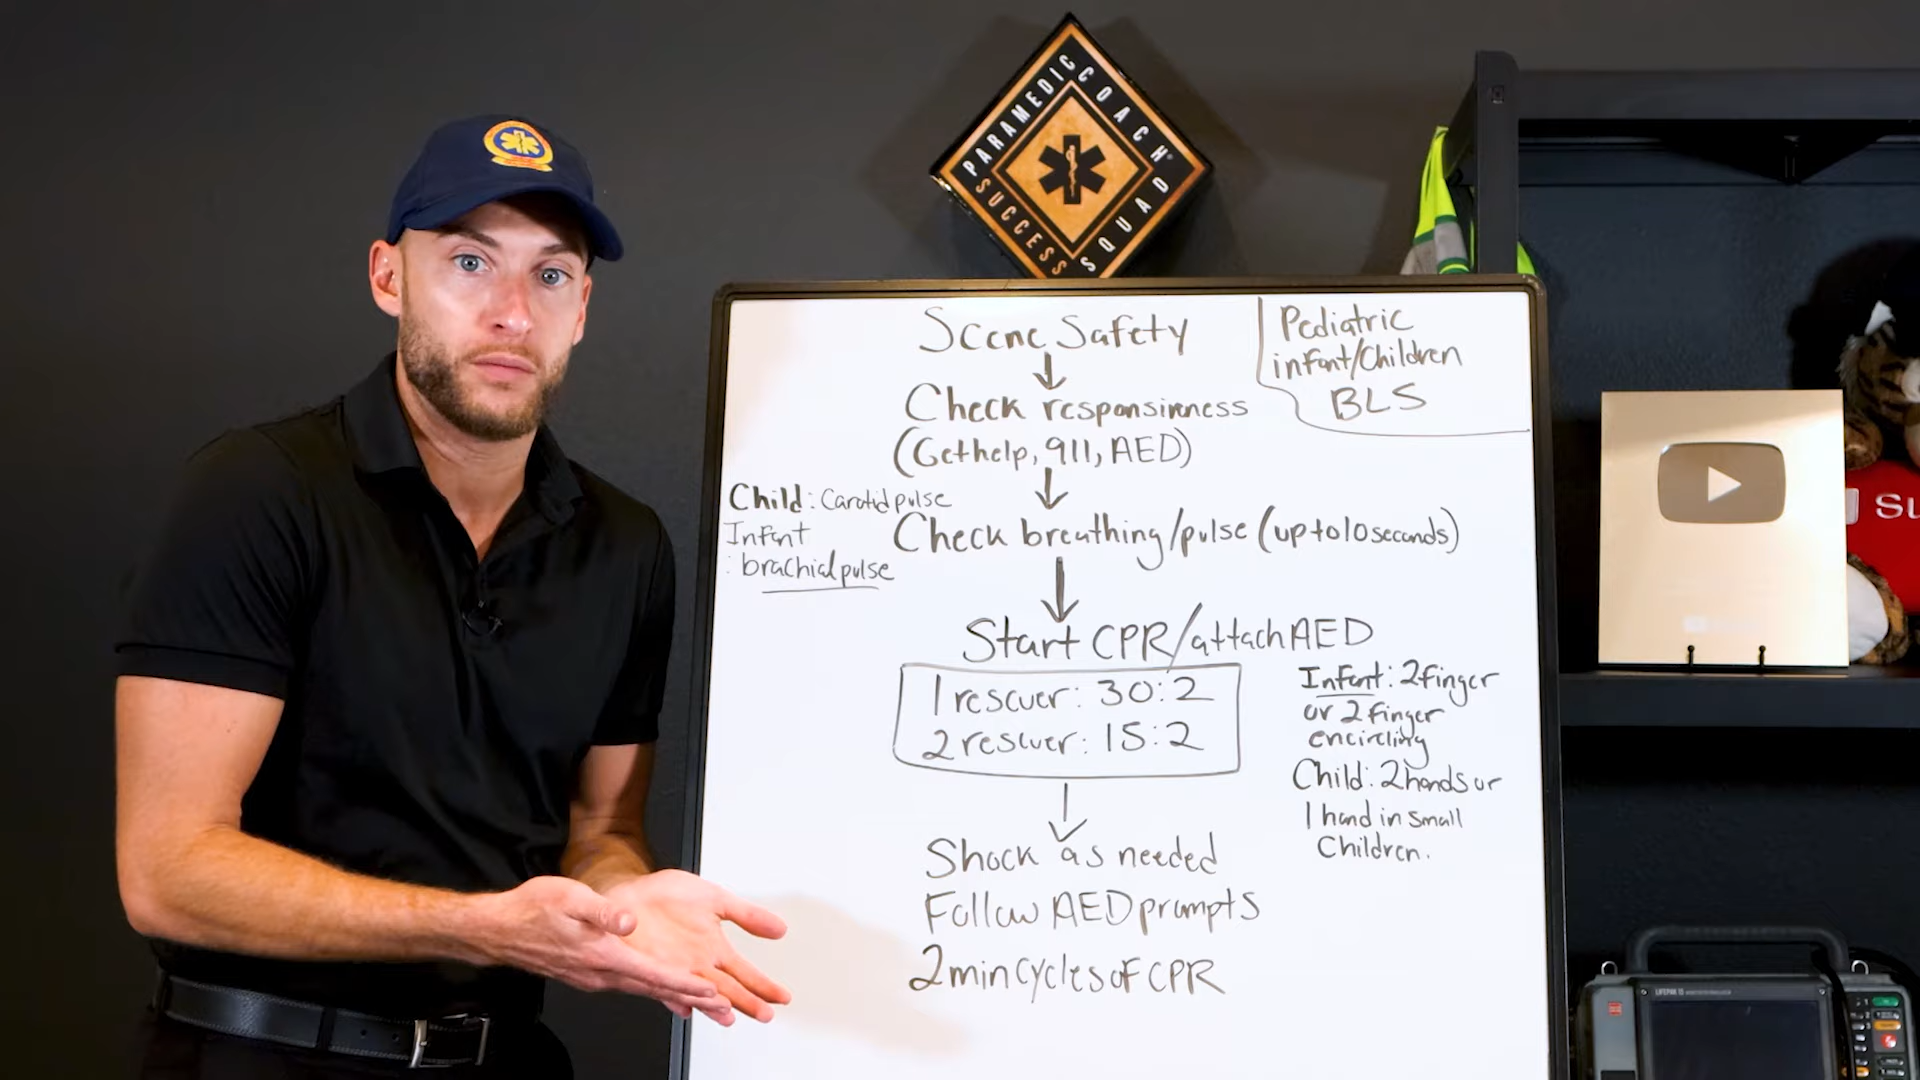 PARAMEDIC COACH
SUCCESS SQUAD
Scene Safety
Pediatric
infant/Children
BLS
Check responsiveness
(Get help, 911, AED)
Child: Carotid pulse
Infant
: brachial pulse
Check breathing/pulse (up to 10 seconds)
Start CPR/attach AED
1 rescuer: 30:2
2 rescuer: 15:2
Infant: 2 finger
or 2 finger
encircling
Child: 2 hands or
1 hand in small
Children.
Shock as needed
Follow AED prompts
2 min cycles of CPR
LIFEPAK 15